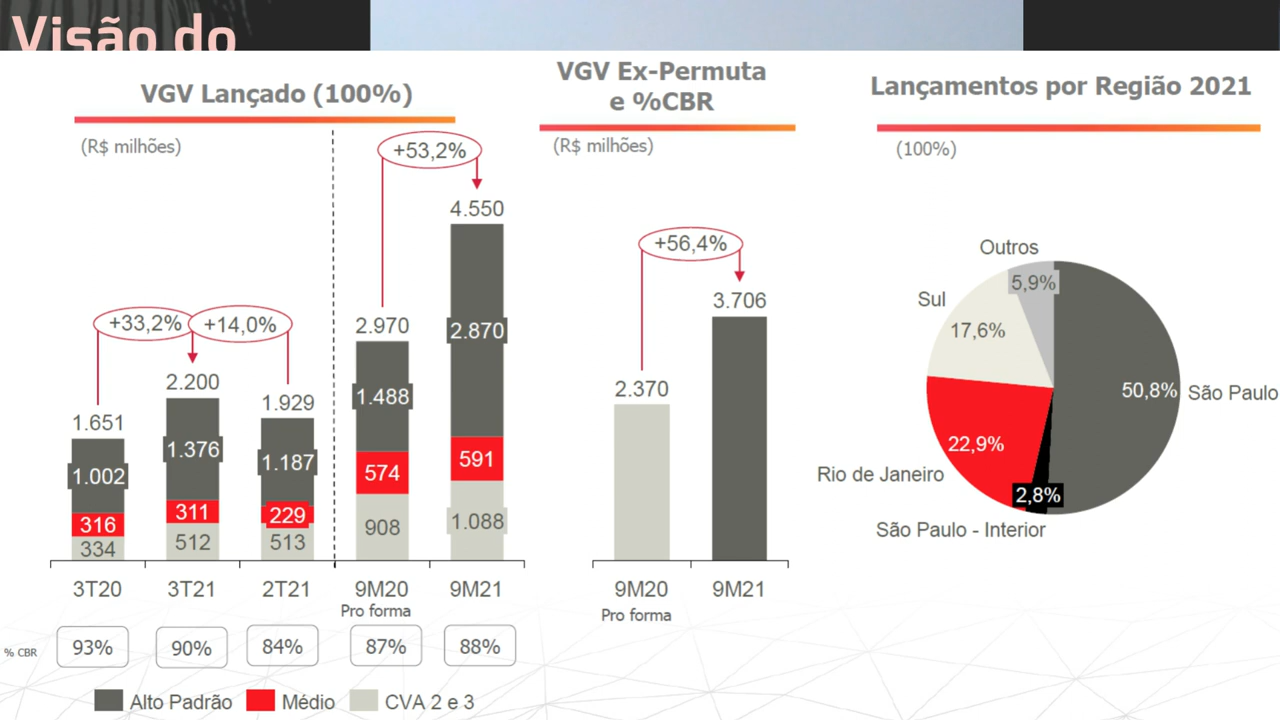 Visão do
VGV Lançado (100%)
(R$ milhões)
+33,2%
+14,0%
+53,2%
1.651
1.002
316
334
2.200
1.376
311
512
1.929
1.187
229
513
2.970
1.488
574
908
4.550
2.870
591
1.088
3T20
3T21
2T21
9M20
Pro forma
9M21
% CBR
93%
90%
84%
87%
88%
Alto Padrão
Médio
CVA 2 e 3
VGV Ex-Permuta
e %CBR
(R$ milhões)
+56,4%
2.370
3.706
9M20
Pro forma
9M21
Lançamentos por Região 2021
(100%)
Outros
5,9%
Sul
17,6%
50,8%
São Paulo
22,9%
Rio de Janeiro
2,8%
São Paulo - Interior